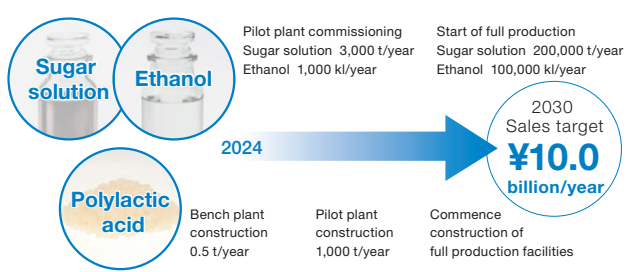 Sugar
solution
Ethanol
Pilot plant commissioning
Sugar solution 3,000 t/year
Ethanol 1,000 kl/year
Start of full production
Sugar solution 200,000 t/year
Ethanol 100,000 kl/year
2024
2030
Sales target
¥10.0
billion/year
Polylactic
acid
Bench plant
construction
0.5 t/year
Pilot plant
construction
1,000 t/year
Commence
construction of
full production facilities